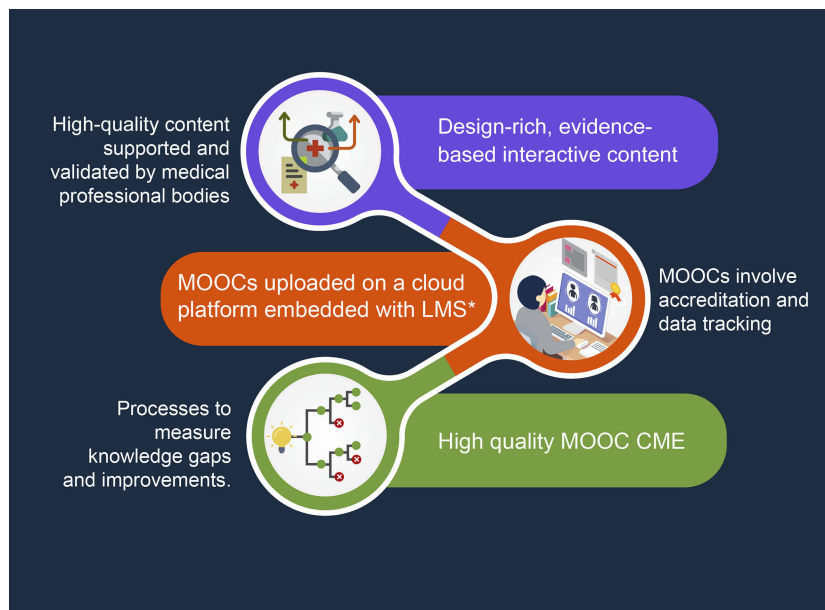 High-quality content
supported and
validated by medical
professional bodies
Design-rich, evidence-
based interactive content
MOOCs uploaded on a cloud
platform embedded with LMS*
MOOCs involve
accreditation and
data tracking
Processes to
measure
knowledge gaps
and improvements.
High quality MOOC CME